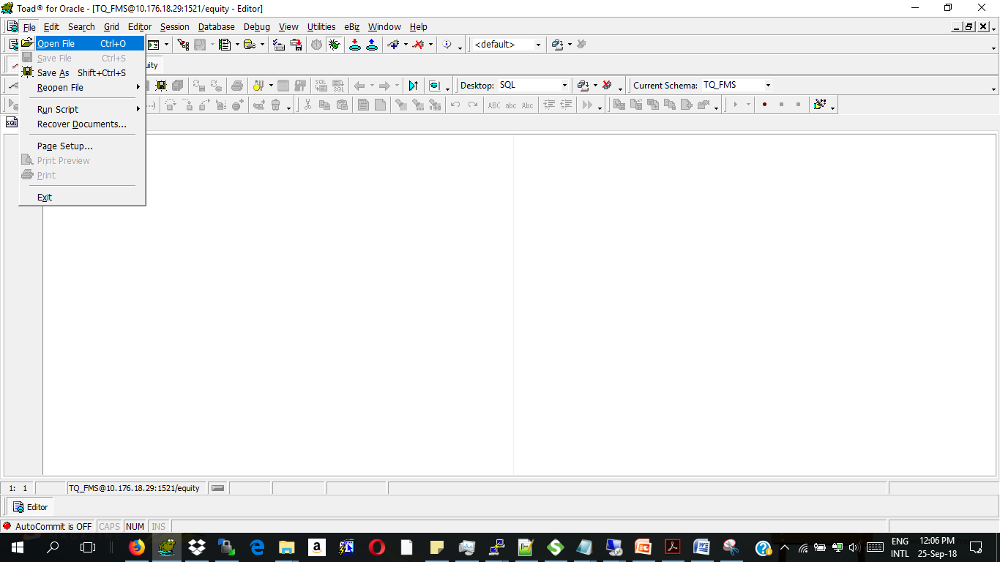 Toad® for Oracle - [TQ_FMS@10.176.18.29:1521/equity - Editor]
File Edit Search Grid Editor Session Database Debug View Utilities eBiz Window Help
Open File Ctrl+O
<default>
Save File Ctrl+S
uity
Save As Shift+Ctrl+S
Reopen File
Desktop: SQL
Current Schema: TQ_FMS
SQL SQL
ABC abc Abc
Run Script
Recover Documents...
SQL
Page Setup...
Print Preview
Print
Exit
1: 1
TQ_FMS@10.176.18.29:1521/equity
Editor
AutoCommit is OFF CAPS NUM INS
MAGAZINE
ENG
INTL
12:06 PM
25-Sep-18